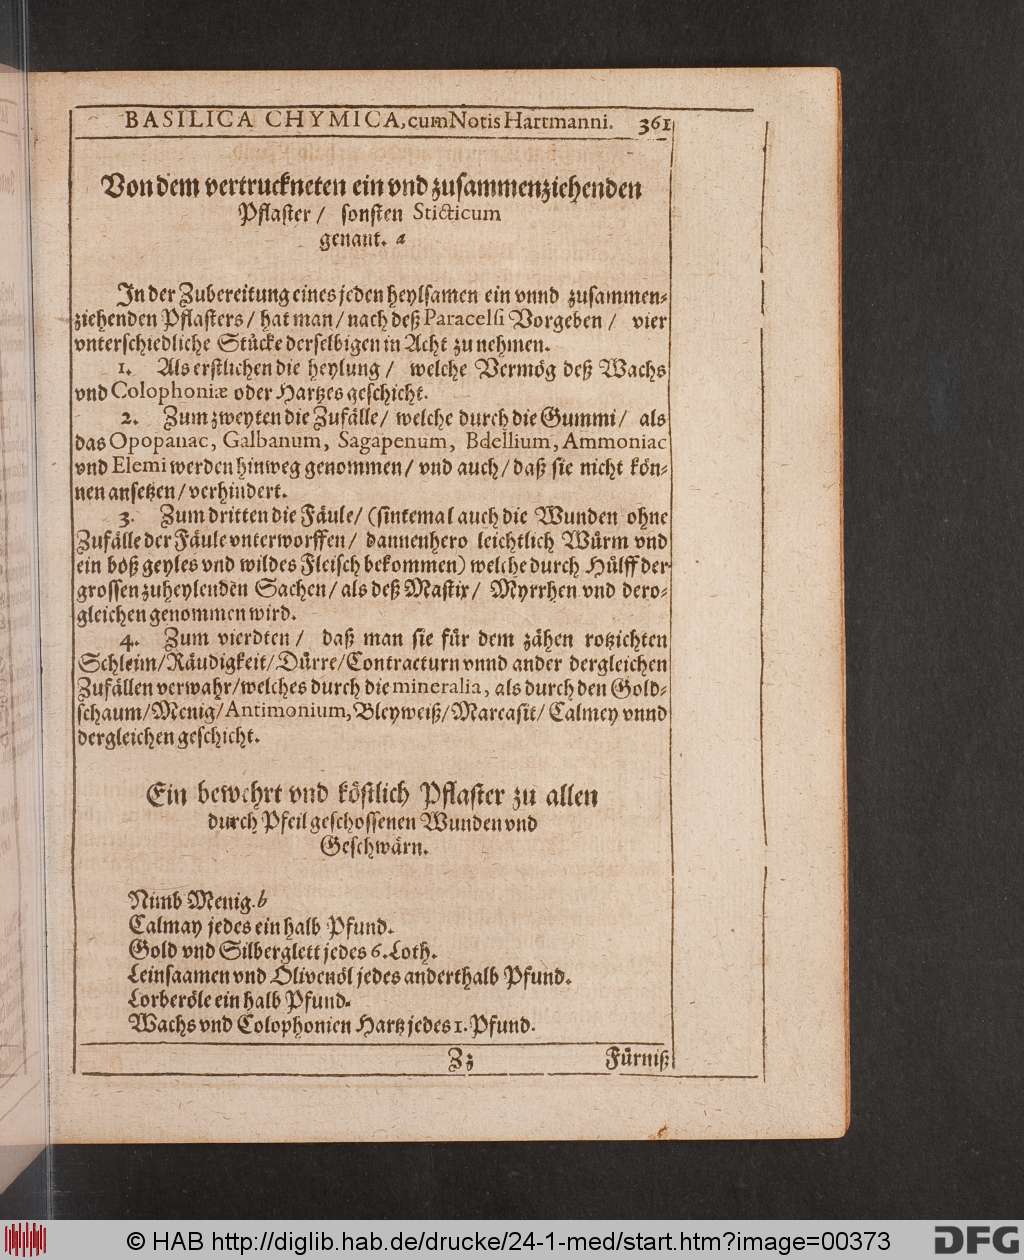 BASILICA CHYMICA, cum Notis Hartmanni. 361
Von dem vertruckneten ein vnd zusammenziehenden
Pflaster / sonsten Sticticum
genant. a
In der Zubereitung eines jeden heylsamen ein vnnd zusammen-
ziehenden Pflasters / hat man / nach deß Paracelsi Vorgeben / vier
vnterschiedliche Stücke derselbigen in Acht zu nehmen.
1. Als erstlichen die heylung / welche Vermög deß Wachs
vnd Colophoniæ oder Hartzes geschicht.
2. Zum zweyten die Zufälle / welche durch die Gummi / als
das Opopanac, Galbanum, Sagapenum, Bdellium, Ammoniac
vnd Elemi werden hinweg genommen / vnd auch / daß sie nicht kön-
nen ansetzen / verhindert.
3. Zum dritten die Fäule / (sintemal auch die Wunden ohne
Zufälle der Fäule vnterworffen / dannenhero leichtlich Würm vnd
ein böß geyles vnd wildes Fleisch bekommen) welche durch Hülff der
grossen zuheylenden Sachen / als deß Mastix / Myrrhen vnd dero-
gleichen genommen wird.
4. Zum vierdten / daß man sie für dem zähen rotzichten
Schleim / Räudigkeit / Dürre / Contracturn vnnd ander dergleichen
Zufällen verwahr / welches durch die mineralia, als durch den Gold-
schaum / Menig / Antimonium, Bleyweiß / Marcasit / Calmey vnnd
dergleichen geschicht.
Ein bewehrt vnd köstlich Pflaster zu allen
durch Pfeil geschossenen Wunden vnd
Geschwärn.
Nimb Menig. b
Calmay jedes ein halb Pfund.
Gold vnd Silberglett jedes 6. Loth.
Leinsaamen vnd Olivenöl jedes anderthalb Pfund.
Lorberöle ein halb Pfund.
Wachs vnd Colophonien Hartz jedes 1. Pfund.
Zz Fürniß
© HAB http://diglib.hab.de/drucke/24-1-med/start.htm?image=00373
DFG